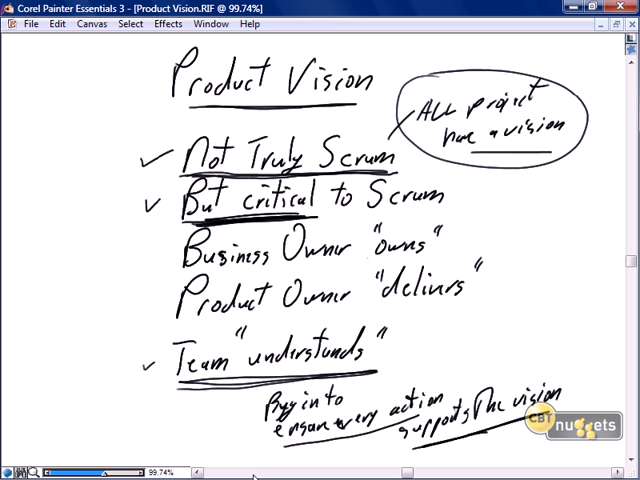 Corel Painter Essentials 3 - [Product Vision.RIF @ 99.74%]
File Edit Canvas Select Effects Window Help
Product Vision
ALL project
have a vision
Not Truly Scrum
But critical to Scrum
Business Owner "owns"
Product Owner "delivers"
Team "understands"
Buy in to
ensure every action
supports The vision
CBT nuggets
99.74%